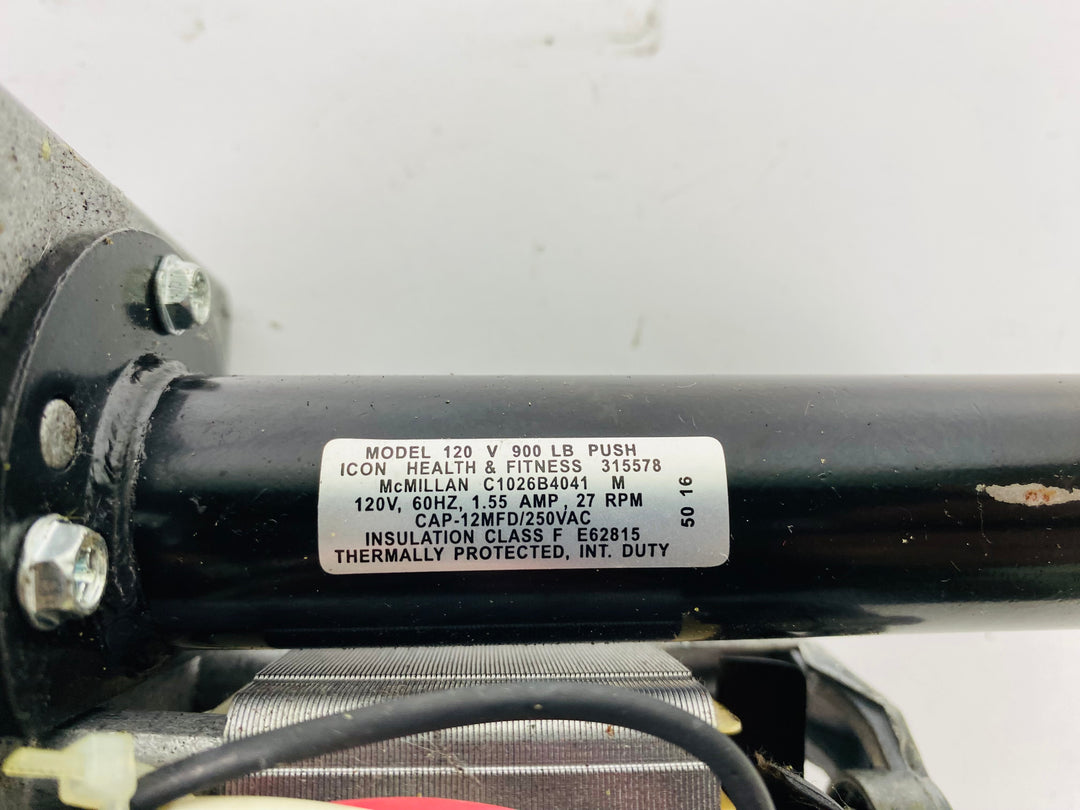 MODEL 120 V 900 LB PUSH
ICON HEALTH & FITNESS 315578
McMILLAN C1026B4041 M
120V, 60HZ, 1.55 AMP, 27 RPM
CAP-12MFD/250VAC
INSULATION CLASS F E62815
THERMALLY PROTECTED, INT. DUTY
50 16